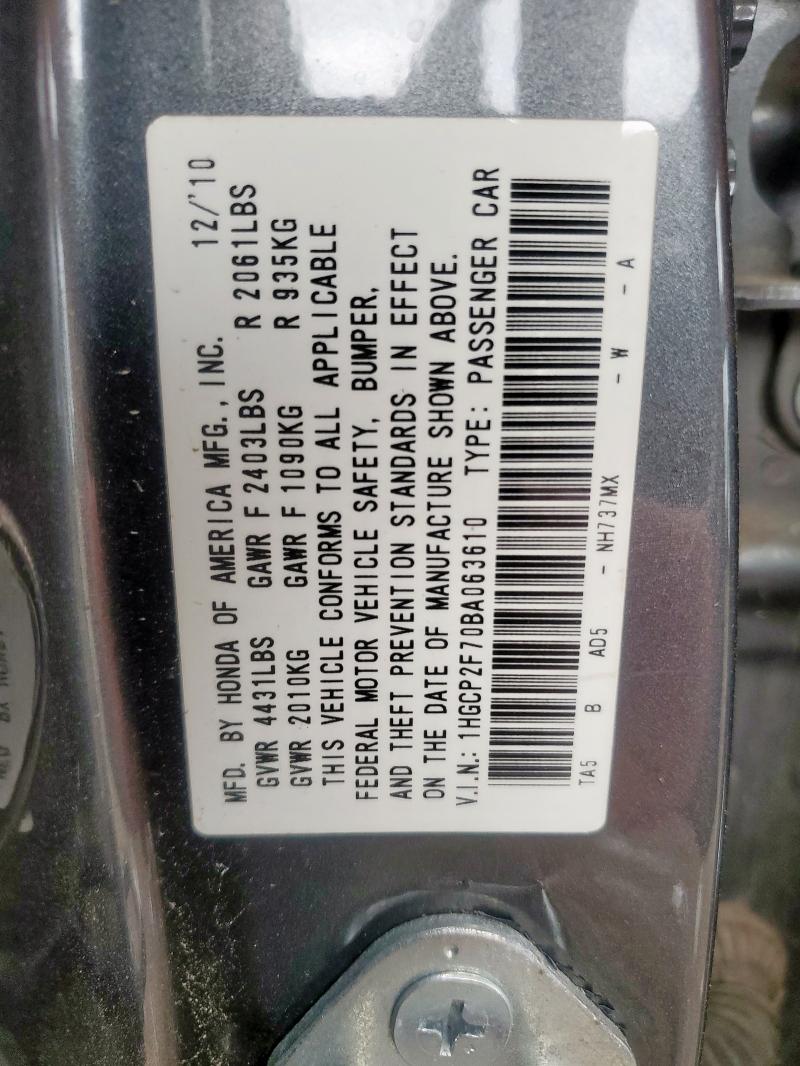 MFD. BY HONDA OF AMERICA MFG., INC. 12/'10
GVWR 4431LBS GAWR F 2403LBS R 2061LBS
GVWR 2010KG GAWR F 1090KG R 935KG
THIS VEHICLE CONFORMS TO ALL APPLICABLE
FEDERAL MOTOR VEHICLE SAFETY, BUMPER,
AND THEFT PREVENTION STANDARDS IN EFFECT
ON THE DATE OF MANUFACTURE SHOWN ABOVE.
V.I.N.: 1HGCP2F70BA063610 TYPE: PASSENGER CAR
TA5 B AD5 - NH737MX - W - A